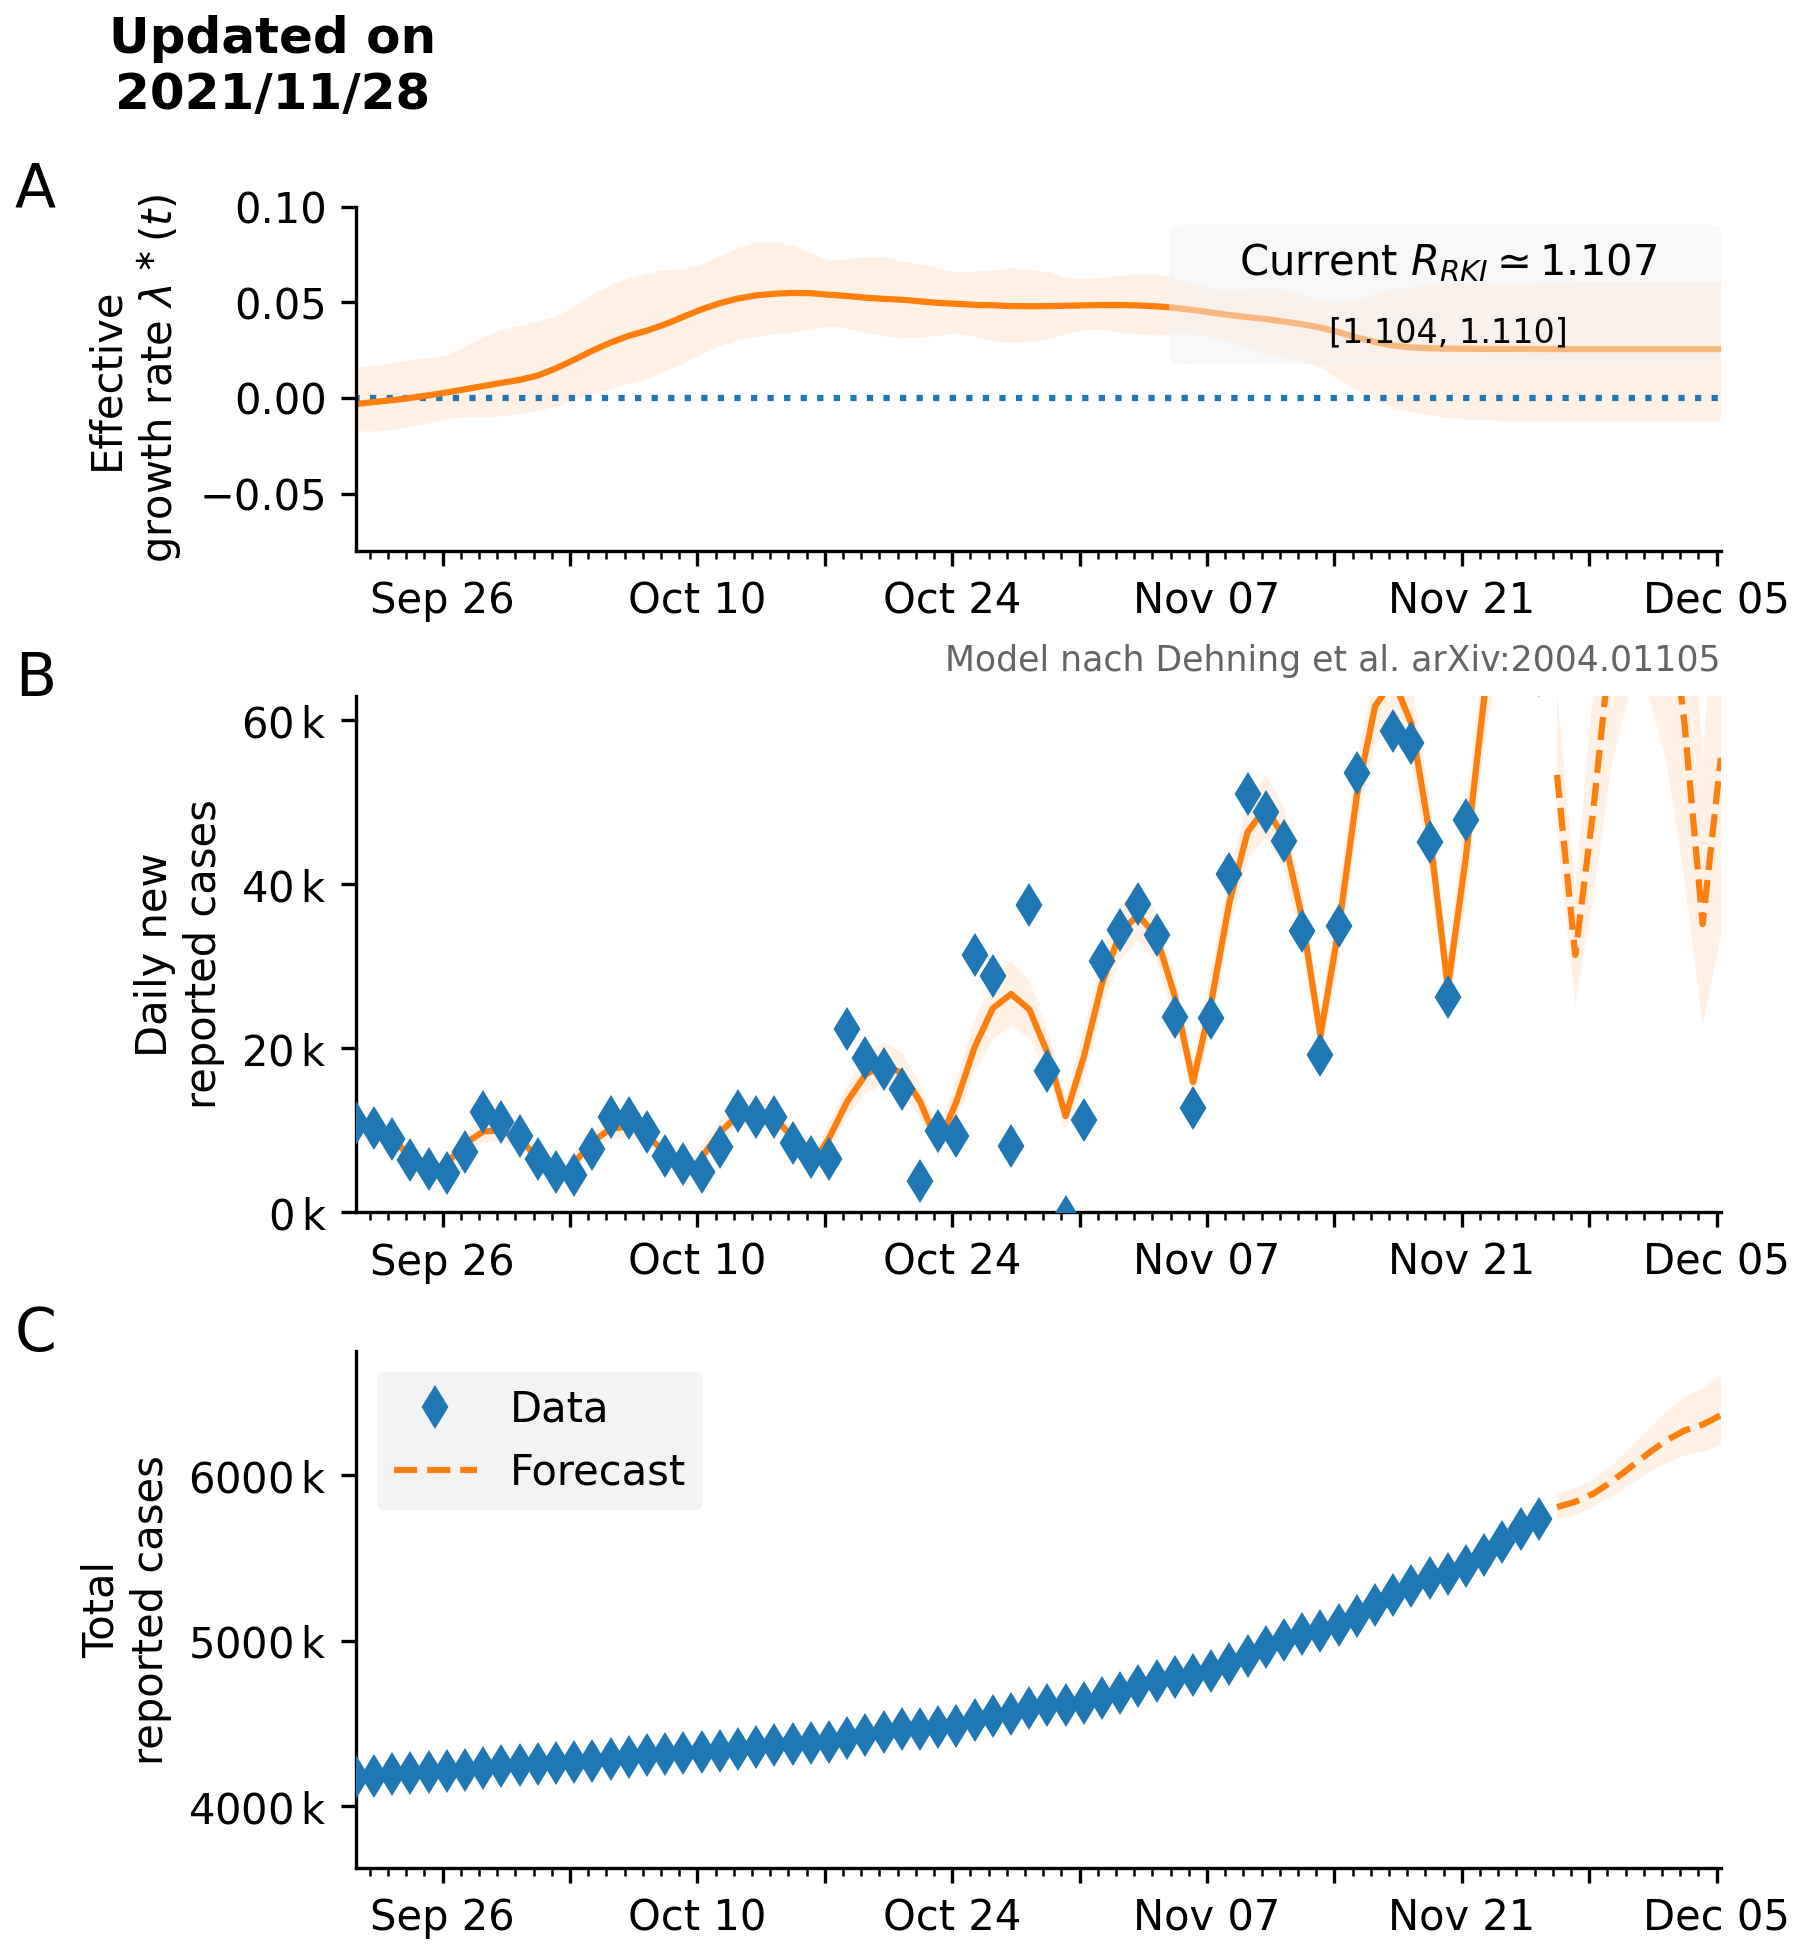 Updated on
2021/11/28
A
Effective
growth rate λ * (t)
0.10
0.05
0.00
−0.05
Current R_RKI ≃ 1.107
[1.104, 1.110]
Sep 26 Oct 10 Oct 24 Nov 07 Nov 21 Dec 05
Model nach Dehning et al. arXiv:2004.01105
B
Daily new
reported cases
60 k
40 k
20 k
0 k
Sep 26 Oct 10 Oct 24 Nov 07 Nov 21 Dec 05
C
Total
reported cases
6000 k
5000 k
4000 k
Data
Forecast
Sep 26 Oct 10 Oct 24 Nov 07 Nov 21 Dec 05